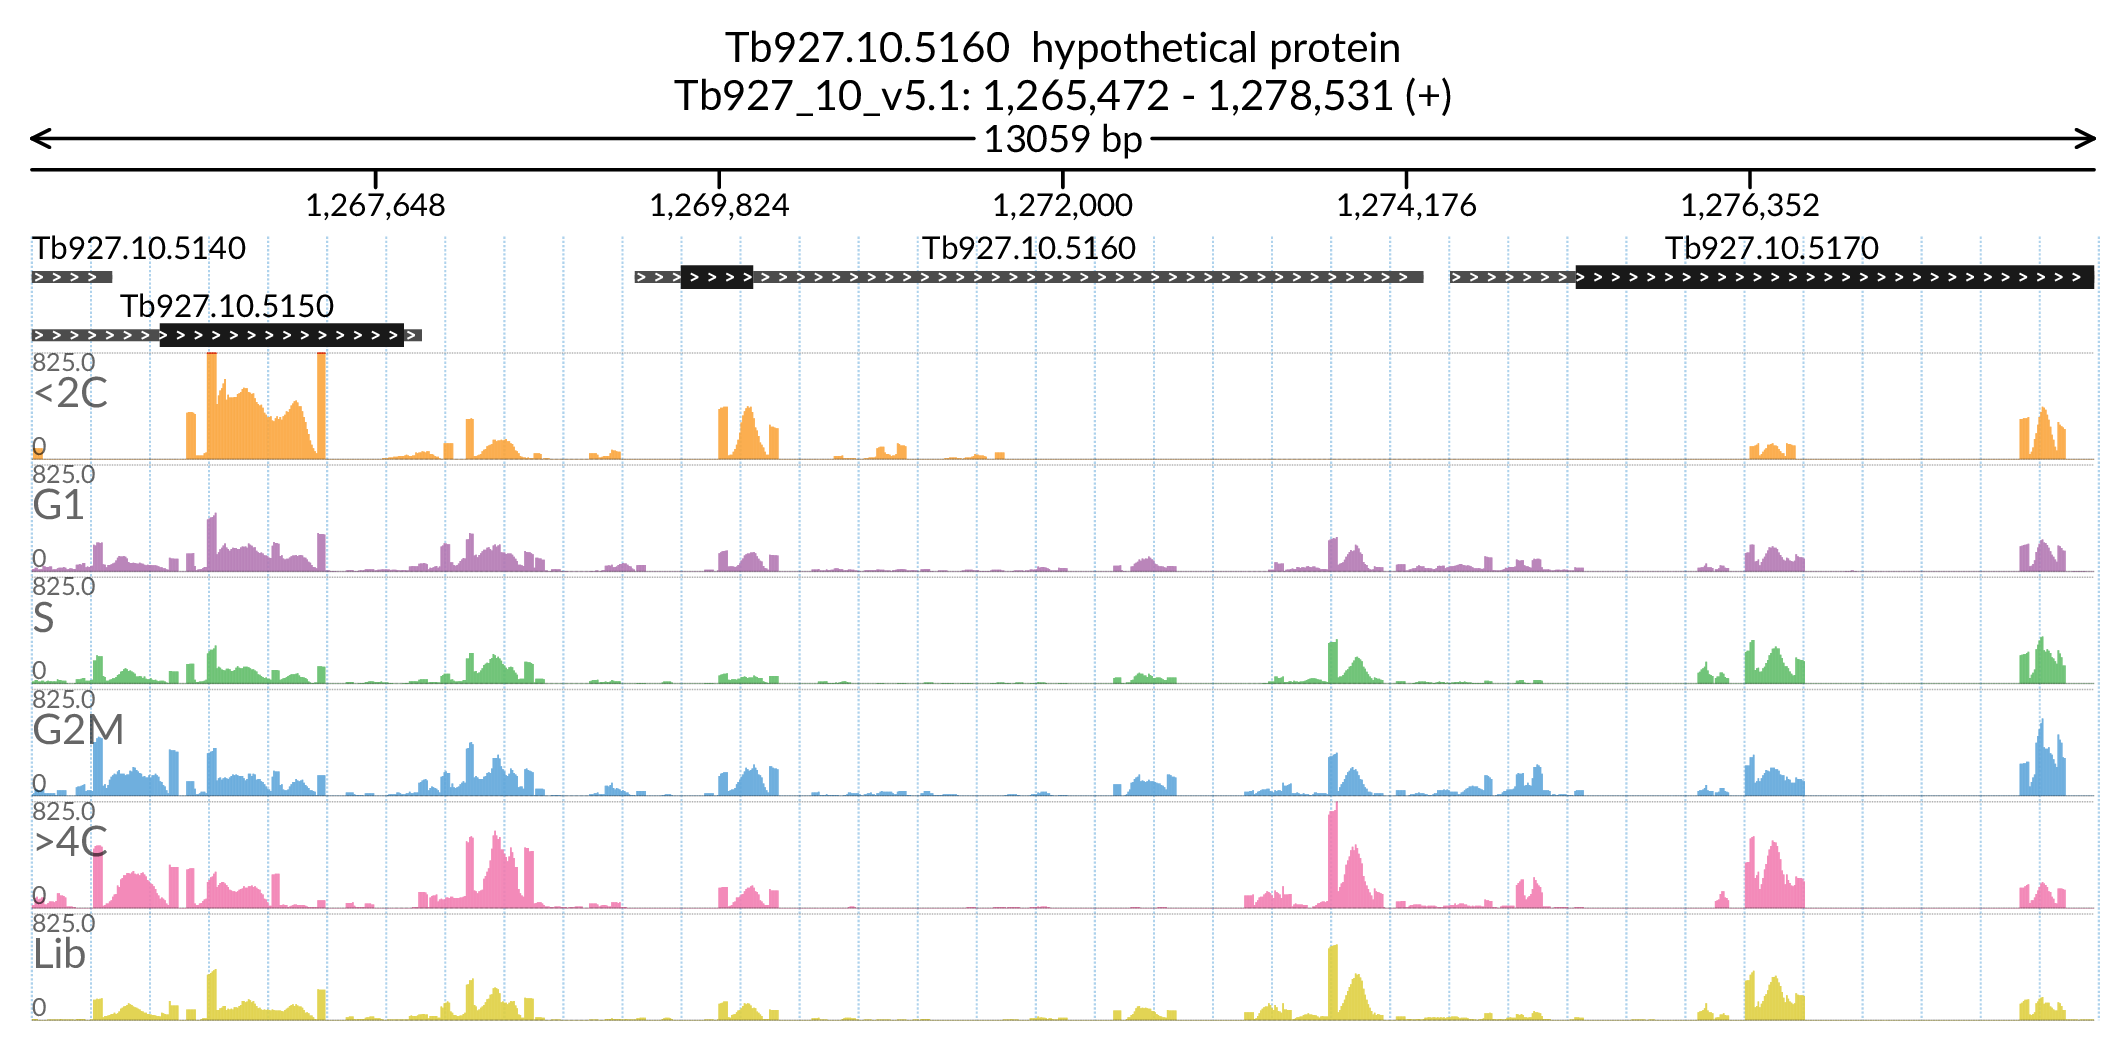 Tb927.10.5160  hypothetical protein
Tb927_10_v5.1: 1,265,472 - 1,278,531 (+)
13059 bp
1,267,648 1,269,824 1,272,000 1,274,176 1,276,352
Tb927.10.5140 Tb927.10.5160 Tb927.10.5170
Tb927.10.5150
825.0
<2C
0
825.0
G1
0
825.0
S
0
825.0
G2M
0
825.0
>4C
0
825.0
Lib
0